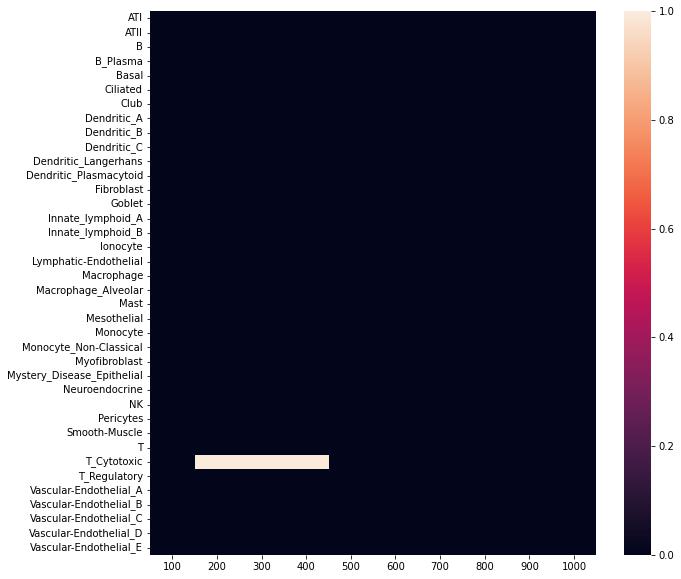 ATI
ATII
B
B_Plasma
Basal
Ciliated
Club
Dendritic_A
Dendritic_B
Dendritic_C
Dendritic_Langerhans
Dendritic_Plasmacytoid
Fibroblast
Goblet
Innate_lymphoid_A
Innate_lymphoid_B
Ionocyte
Lymphatic-Endothelial
Macrophage
Macrophage_Alveolar
Mast
Mesothelial
Monocyte
Monocyte_Non-Classical
Myofibroblast
Mystery_Disease_Epithelial
Neuroendocrine
NK
Pericytes
Smooth-Muscle
T
T_Cytotoxic
T_Regulatory
Vascular-Endothelial_A
Vascular-Endothelial_B
Vascular-Endothelial_C
Vascular-Endothelial_D
Vascular-Endothelial_E
100 200 300 400 500 600 700 800 900 1000
1.0
0.8
0.6
0.4
0.2
0.0